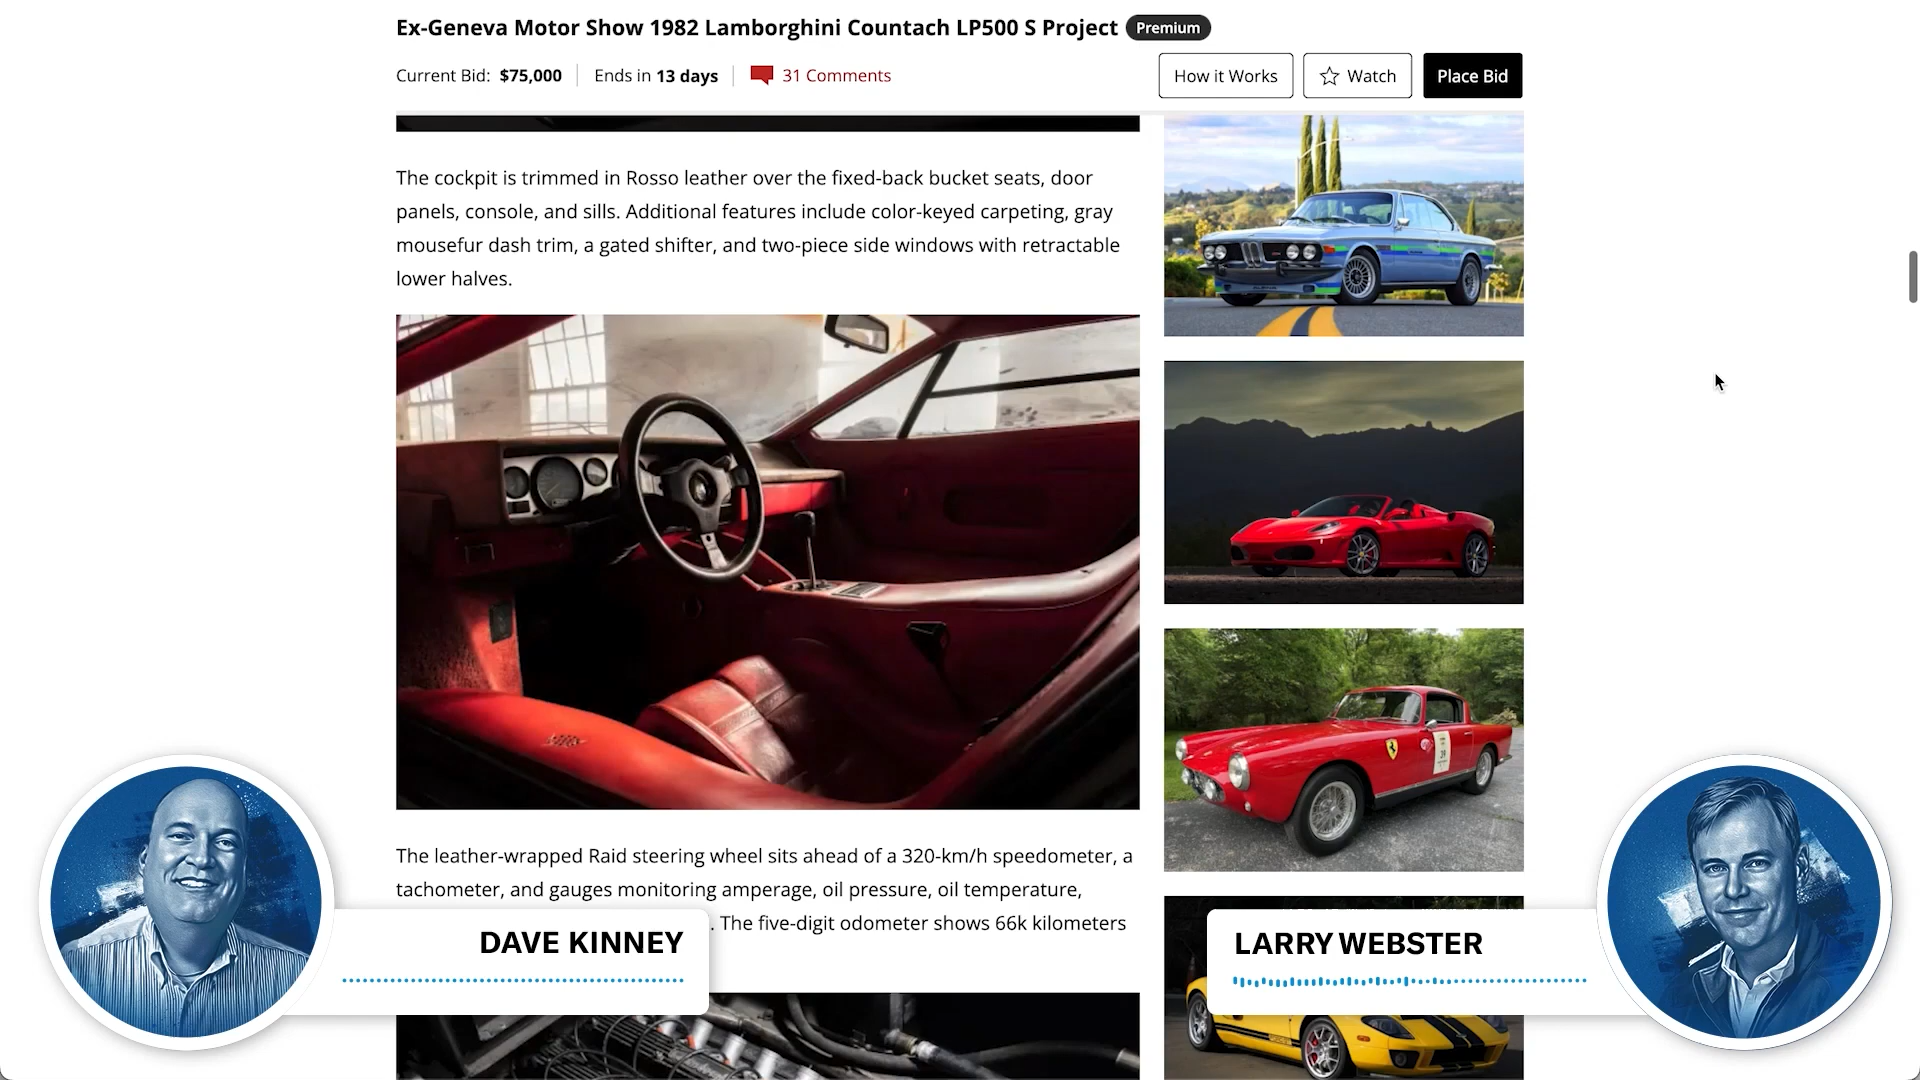 Ex-Geneva Motor Show 1982 Lamborghini Countach LP500 S Project Premium
Current Bid: $75,000 Ends in 13 days 31 Comments
How it Works Watch Place Bid
The cockpit is trimmed in Rosso leather over the fixed-back bucket seats, door
panels, console, and sills. Additional features include color-keyed carpeting, gray
mousefur dash trim, a gated shifter, and two-piece side windows with retractable
lower halves.
The leather-wrapped Raid steering wheel sits ahead of a 320-km/h speedometer, a
tachometer, and gauges monitoring amperage, oil pressure, oil temperature,
. The five-digit odometer shows 66k kilometers
DAVE KINNEY
LARRY WEBSTER